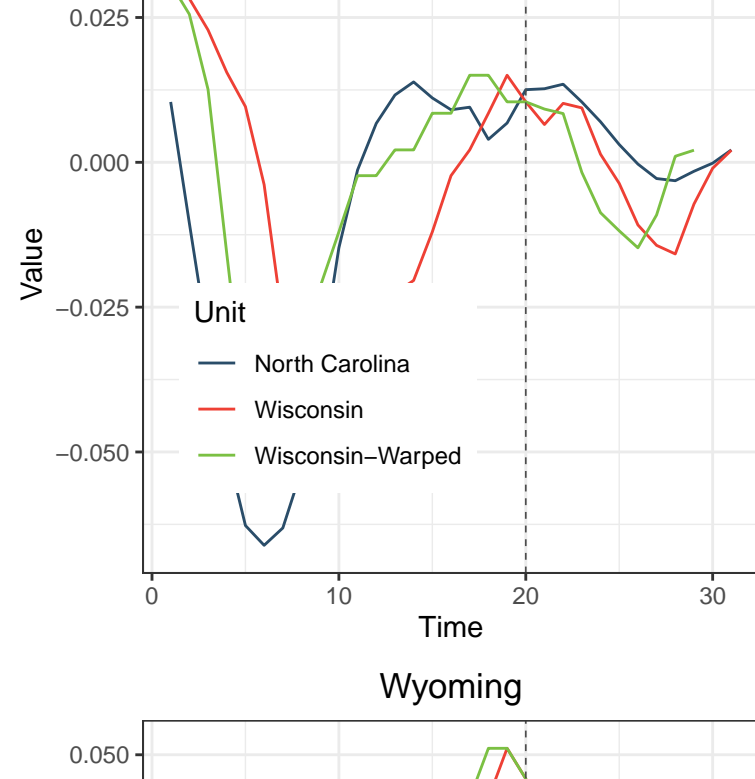 0.025
0.000
−0.025
−0.050
Value
Unit
North Carolina
Wisconsin
Wisconsin−Warped
0 10 20 30
Time
Wyoming
0.050